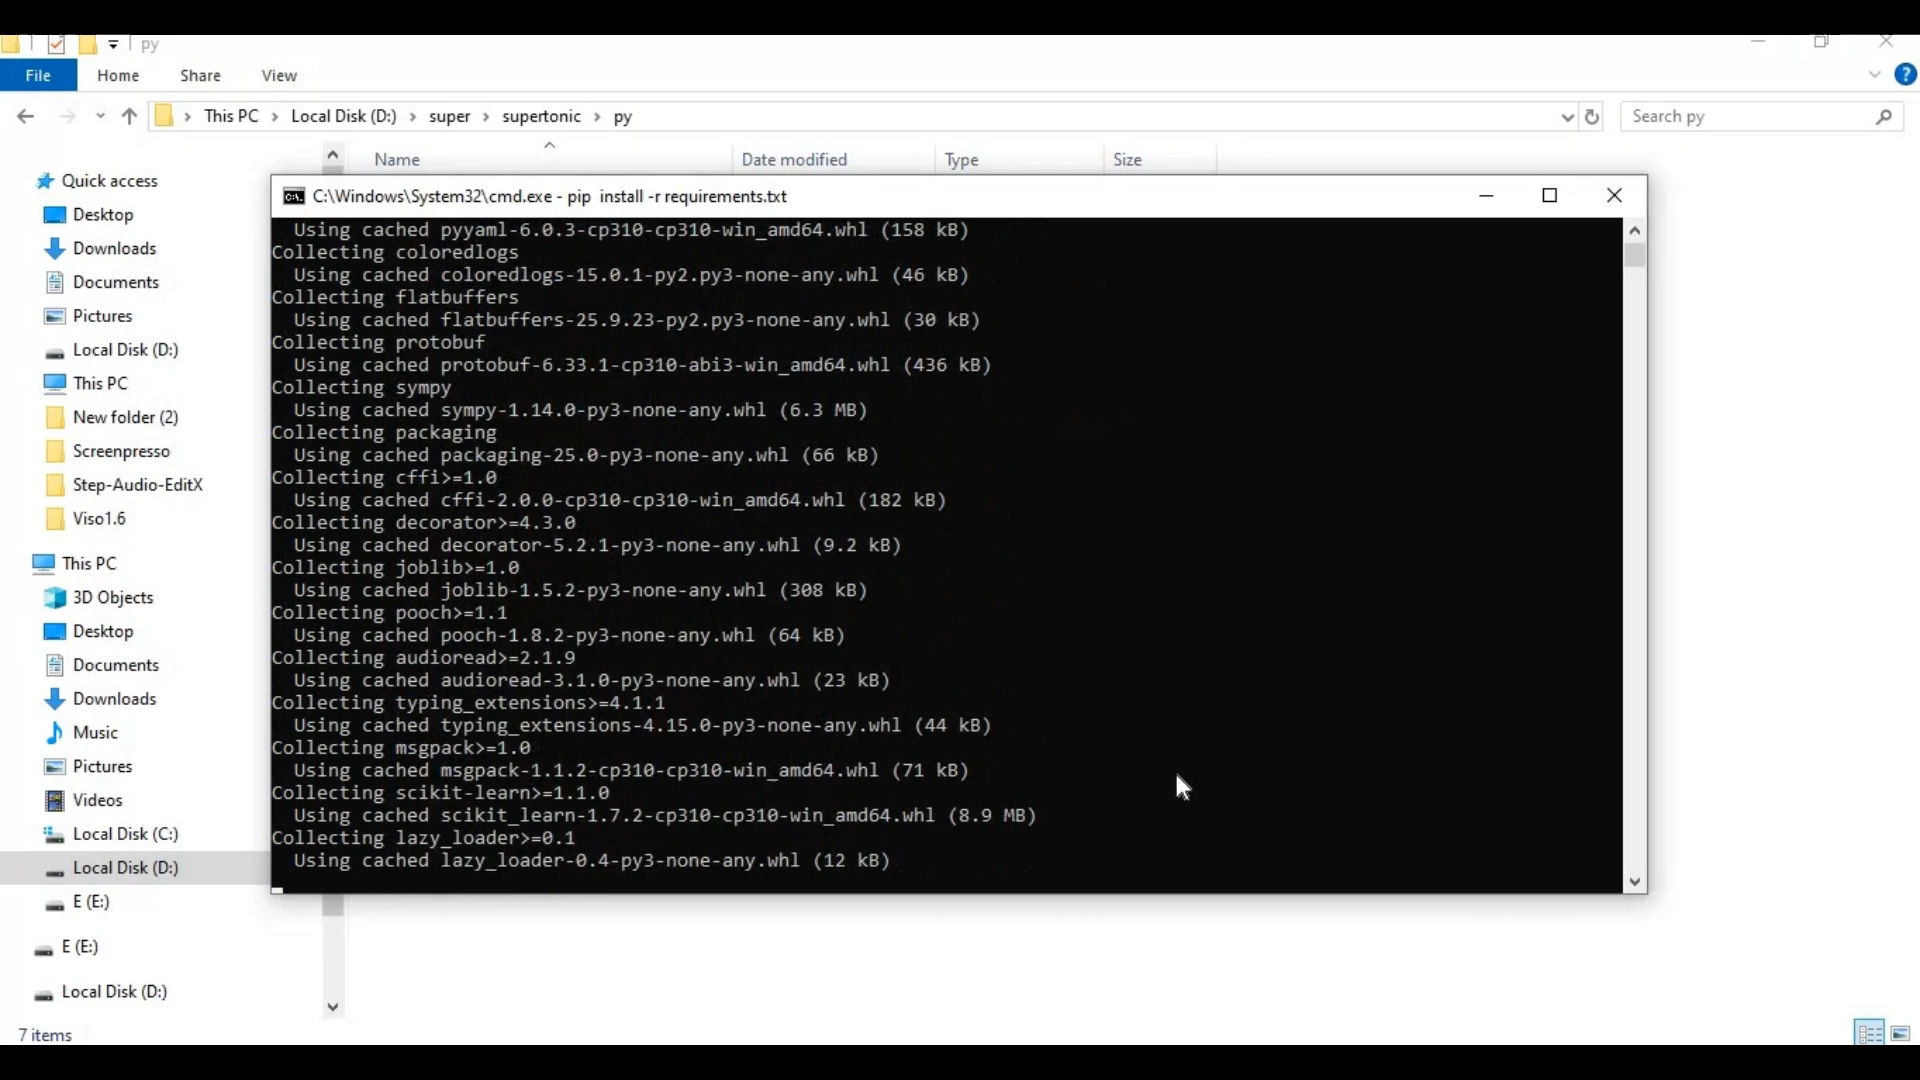 py
File Home Share View
This PC Local Disk (D:) super supertonic py
Search py
Name Date modified Type Size
Quick access
Desktop
Downloads
Documents
Pictures
Local Disk (D:)
This PC
New folder (2)
Screenpresso
Step-Audio-EditX
Viso1.6
This PC
3D Objects
Desktop
Documents
Downloads
Music
Pictures
Videos
Local Disk (C:)
Local Disk (D:)
E (E:)
E (E:)
Local Disk (D:)
7 items
C:\Windows\System32\cmd.exe - pip  install -r requirements.txt
Using cached pyyaml-6.0.3-cp310-cp310-win_amd64.whl (158 kB)
Collecting coloredlogs
Using cached coloredlogs-15.0.1-py2.py3-none-any.whl (46 kB)
Collecting flatbuffers
Using cached flatbuffers-25.9.23-py2.py3-none-any.whl (30 kB)
Collecting protobuf
Using cached protobuf-6.33.1-cp310-abi3-win_amd64.whl (436 kB)
Collecting sympy
Using cached sympy-1.14.0-py3-none-any.whl (6.3 MB)
Collecting packaging
Using cached packaging-25.0-py3-none-any.whl (66 kB)
Collecting cffi>=1.0
Using cached cffi-2.0.0-cp310-cp310-win_amd64.whl (182 kB)
Collecting decorator>=4.3.0
Using cached decorator-5.2.1-py3-none-any.whl (9.2 kB)
Collecting joblib>=1.0
Using cached joblib-1.5.2-py3-none-any.whl (308 kB)
Collecting pooch>=1.1
Using cached pooch-1.8.2-py3-none-any.whl (64 kB)
Collecting audioread>=2.1.9
Using cached audioread-3.1.0-py3-none-any.whl (23 kB)
Collecting typing_extensions>=4.1.1
Using cached typing_extensions-4.15.0-py3-none-any.whl (44 kB)
Collecting msgpack>=1.0
Using cached msgpack-1.1.2-cp310-cp310-win_amd64.whl (71 kB)
Collecting scikit-learn>=1.1.0
Using cached scikit_learn-1.7.2-cp310-cp310-win_amd64.whl (8.9 MB)
Collecting lazy_loader>=0.1
Using cached lazy_loader-0.4-py3-none-any.whl (12 kB)